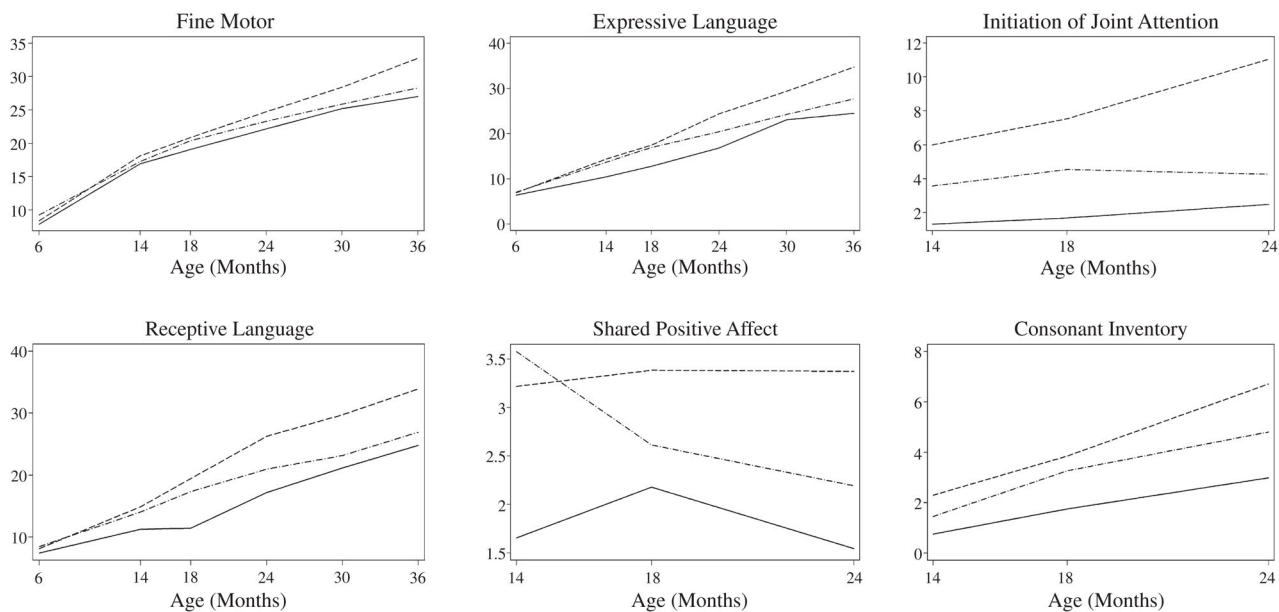 Fine Motor
35
30
25
20
15
10
6 14 18 24 30 36
Age (Months)
Expressive Language
40
30
20
10
0
6 14 18 24 30 36
Age (Months)
Initiation of Joint Attention
12
10
8
6
4
2
14 18 24
Age (Months)
Receptive Language
40
30
20
10
6 14 18 24 30 36
Age (Months)
Shared Positive Affect
3.5
3
2.5
2
1.5
14 18 24
Age (Months)
Consonant Inventory
8
6
4
2
0
14 18 24
Age (Months)